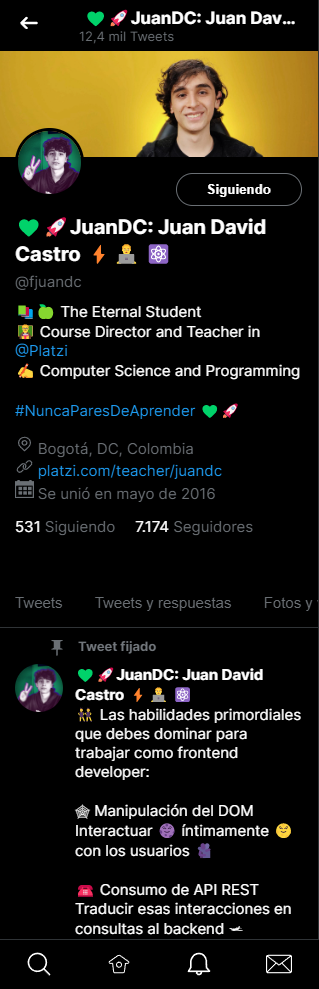 💚 🚀JuanDC: Juan Dav...
12,4 mil Tweets
Siguiendo
💚 🚀JuanDC: Juan David
Castro ⚡ 👨‍💻 ⚛️
@fjuandc
📚 🍏 The Eternal Student
👩‍🏫 Course Director and Teacher in
@Platzi
✍️ Computer Science and Programming
#NuncaParesDeAprender 💚 🚀
Bogotá, DC, Colombia
platzi.com/teacher/juandc
Se unió en mayo de 2016
531 Siguiendo 7.174 Seguidores
Tweets Tweets y respuestas Fotos y
Tweet fijado
💚 🚀JuanDC: Juan David
Castro ⚡ 👨‍💻 ⚛️
👯 Las habilidades primordiales
que debes dominar para
trabajar como frontend
developer:
🕸 Manipulación del DOM
Interactuar 😈 íntimamente 😏
con los usuarios 🫂
☎️ Consumo de API REST
Traducir esas interacciones en
consultas al backend 🛫